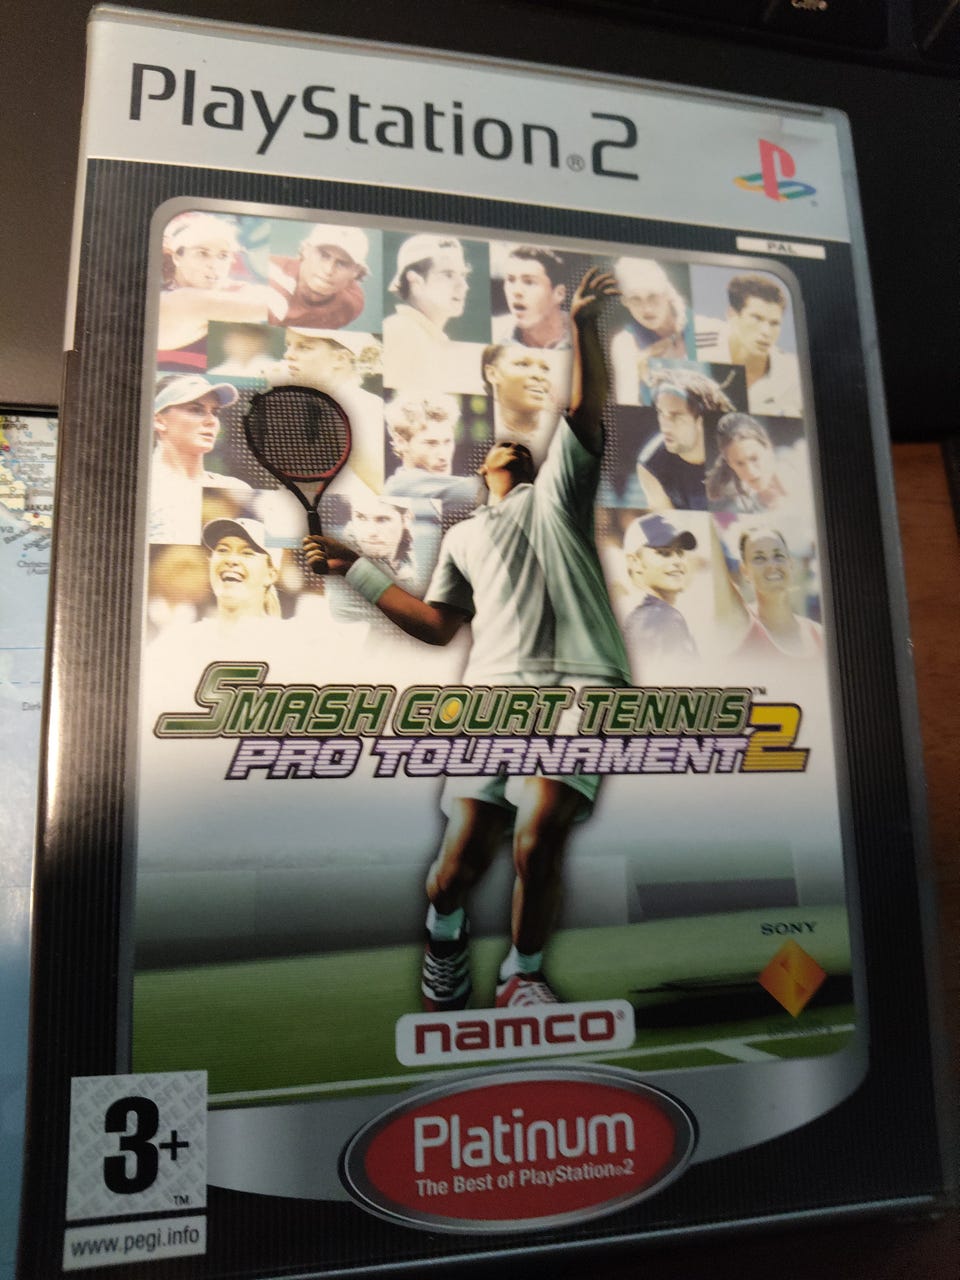 PlayStation®2
PAL
SMASH COURT TENNIS™
PRO TOURNAMENT 2
SONY
namco®
Platinum
The Best of PlayStation®2
3+
TM
www.pegi.info